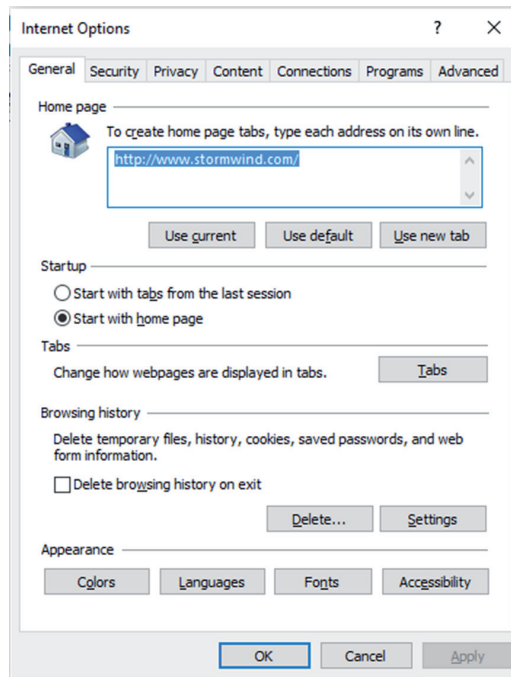 Internet Options ? ×
General Security Privacy Content Connections Programs Advanced
Home page
To create home page tabs, type each address on its own line.
http://www.stormwind.com/
Use current Use default Use new tab
Startup
Start with tabs from the last session
Start with home page
Tabs
Change how webpages are displayed in tabs. Tabs
Browsing history
Delete temporary files, history, cookies, saved passwords, and web
form information.
Delete browsing history on exit
Delete... Settings
Appearance
Colors Languages Fonts Accessibility
OK Cancel Apply